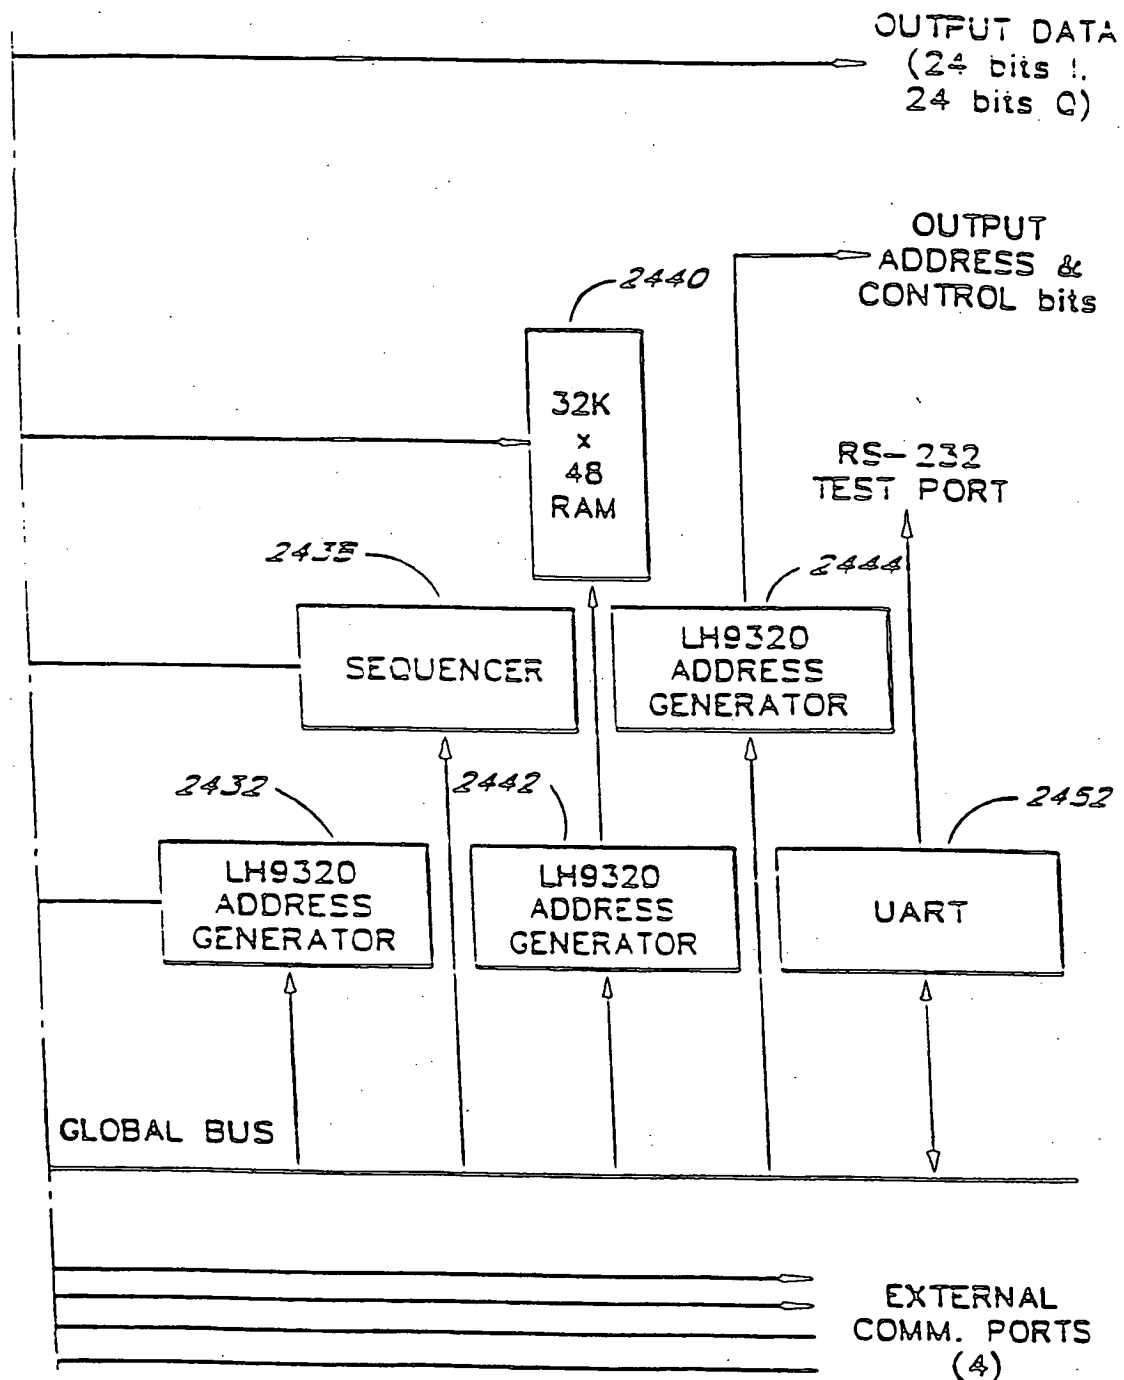 OUTPUT DATA
(24 bits I,
24 bits Q)
OUTPUT
ADDRESS &
CONTROL bits
2440
32K
x
48
RAM
RS-232
TEST PORT
2438
2444
SEQUENCER
LH9320
ADDRESS
GENERATOR
2432
2442
2452
LH9320
ADDRESS
GENERATOR
LH9320
ADDRESS
GENERATOR
UART
GLOBAL BUS
EXTERNAL
COMM. PORTS
(4)